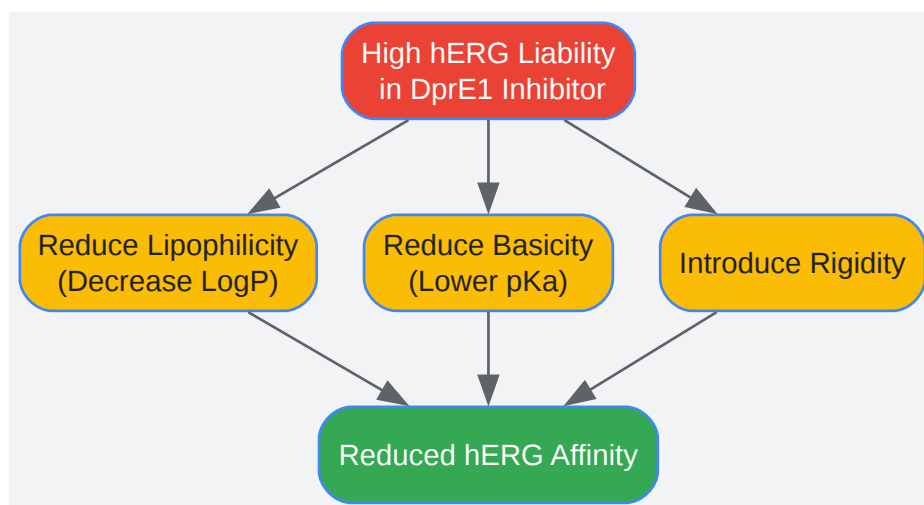 High hERG Liability
in DprE1 Inhibitor
Reduce Lipophilicity
(Decrease LogP)
Reduce Basicity
(Lower pKa)
Introduce Rigidity
Reduced hERG Affinity